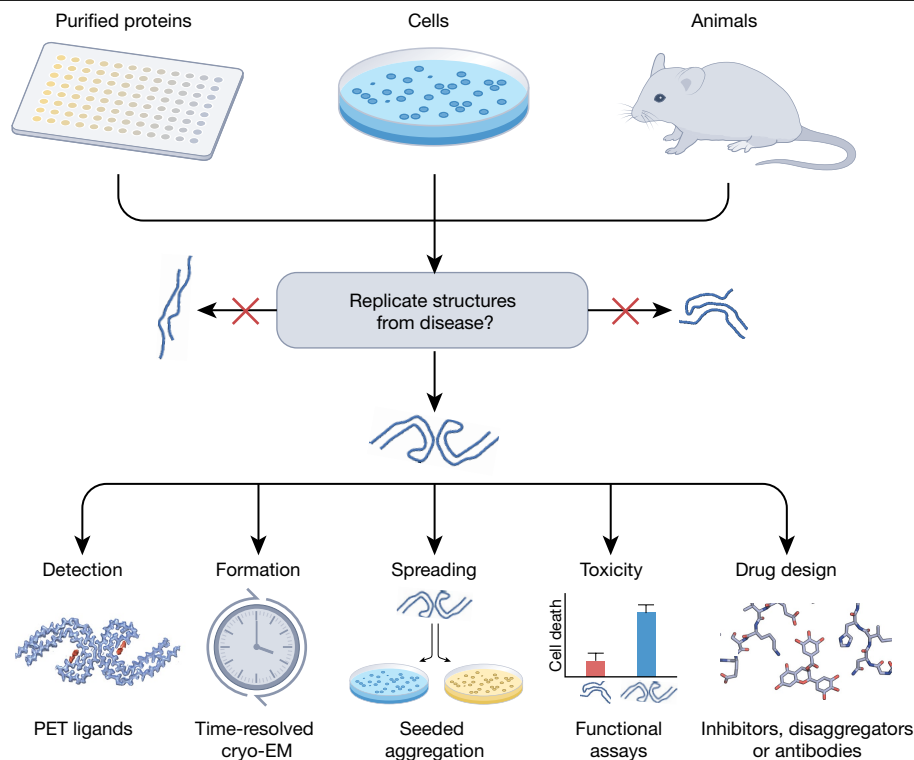 Purified proteins
Cells
Animals
Replicate structures
from disease?
Detection
Formation
Spreading
Toxicity
Drug design
Cell death
PET ligands
Time-resolved
cryo-EM
Seeded
aggregation
Functional
assays
Inhibitors, disaggregators
or antibodies